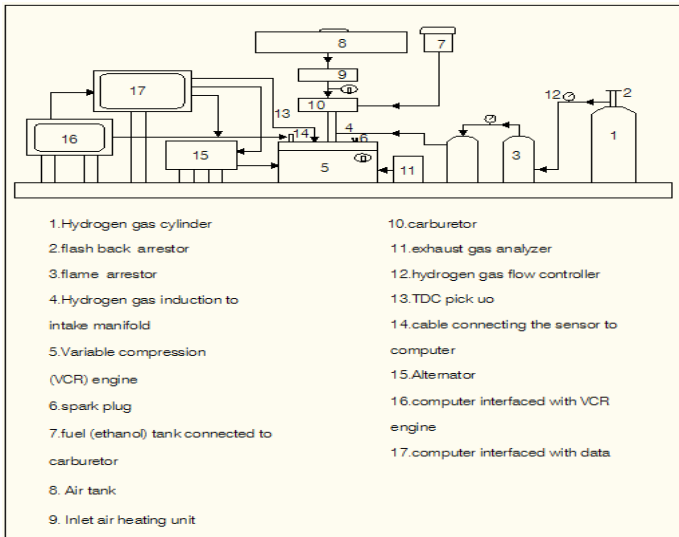 8
7
9
17
10
12
2
13
4
14
6
16
15
3
1
5
11
1.Hydrogen gas cylinder
2.flash back arrestor
3.flame arrestor
4.Hydrogen gas induction to
intake manifold
5.Variable compression
(VCR) engine
6.spark plug
7.fuel (ethanol) tank connected to
carburetor
8. Air tank
9. Inlet air heating unit
10.carburetor
11.exhaust gas analyzer
12.hydrogen gas flow controller
13.TDC pick uo
14.cable connecting the sensor to
computer
15.Alternator
16.computer interfaced with VCR
engine
17.computer interfaced with data